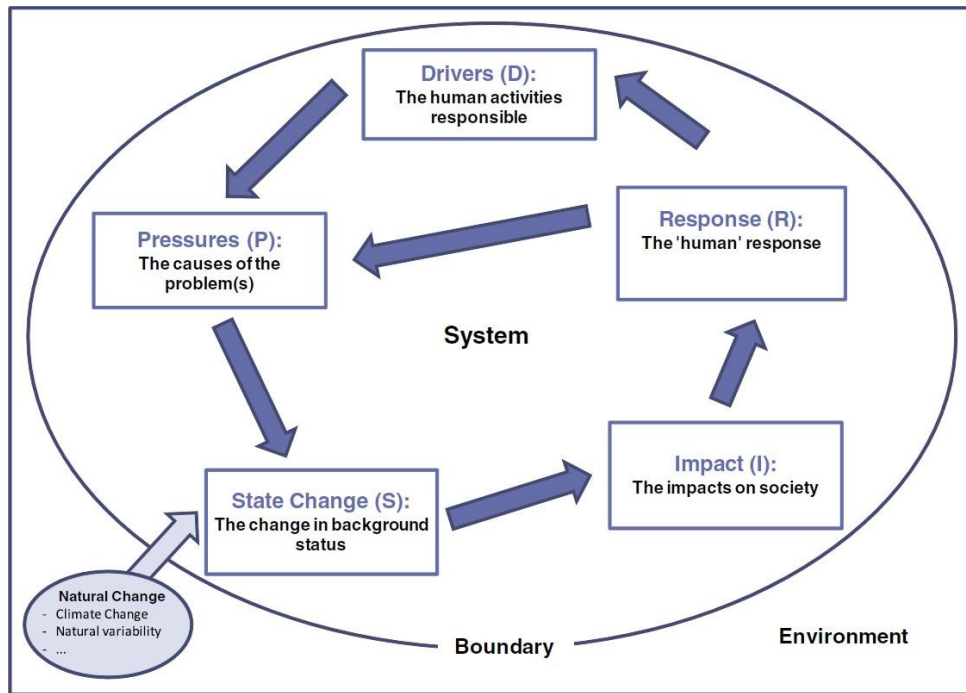 Drivers (D):
The human activities
responsible
Pressures (P):
The causes of the
problem(s)
Response (R):
The 'human' response
System
State Change (S):
The change in background
status
Impact (I):
The impacts on society
Natural Change
- Climate Change
- Natural variability
- ...
Boundary
Environment